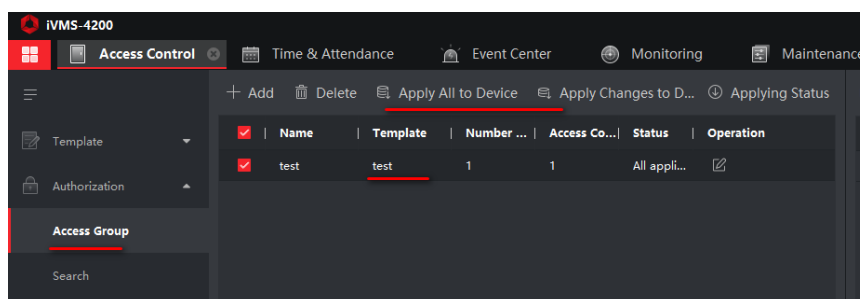 iVMS-4200
Access Control Time & Attendance Event Center Monitoring Maintenance
+ Add Delete Apply All to Device Apply Changes to D... Applying Status
Name | Template | Number ... | Access Co...| Status | Operation
Template
test test 1 1 All appli...
Authorization
Access Group
Search